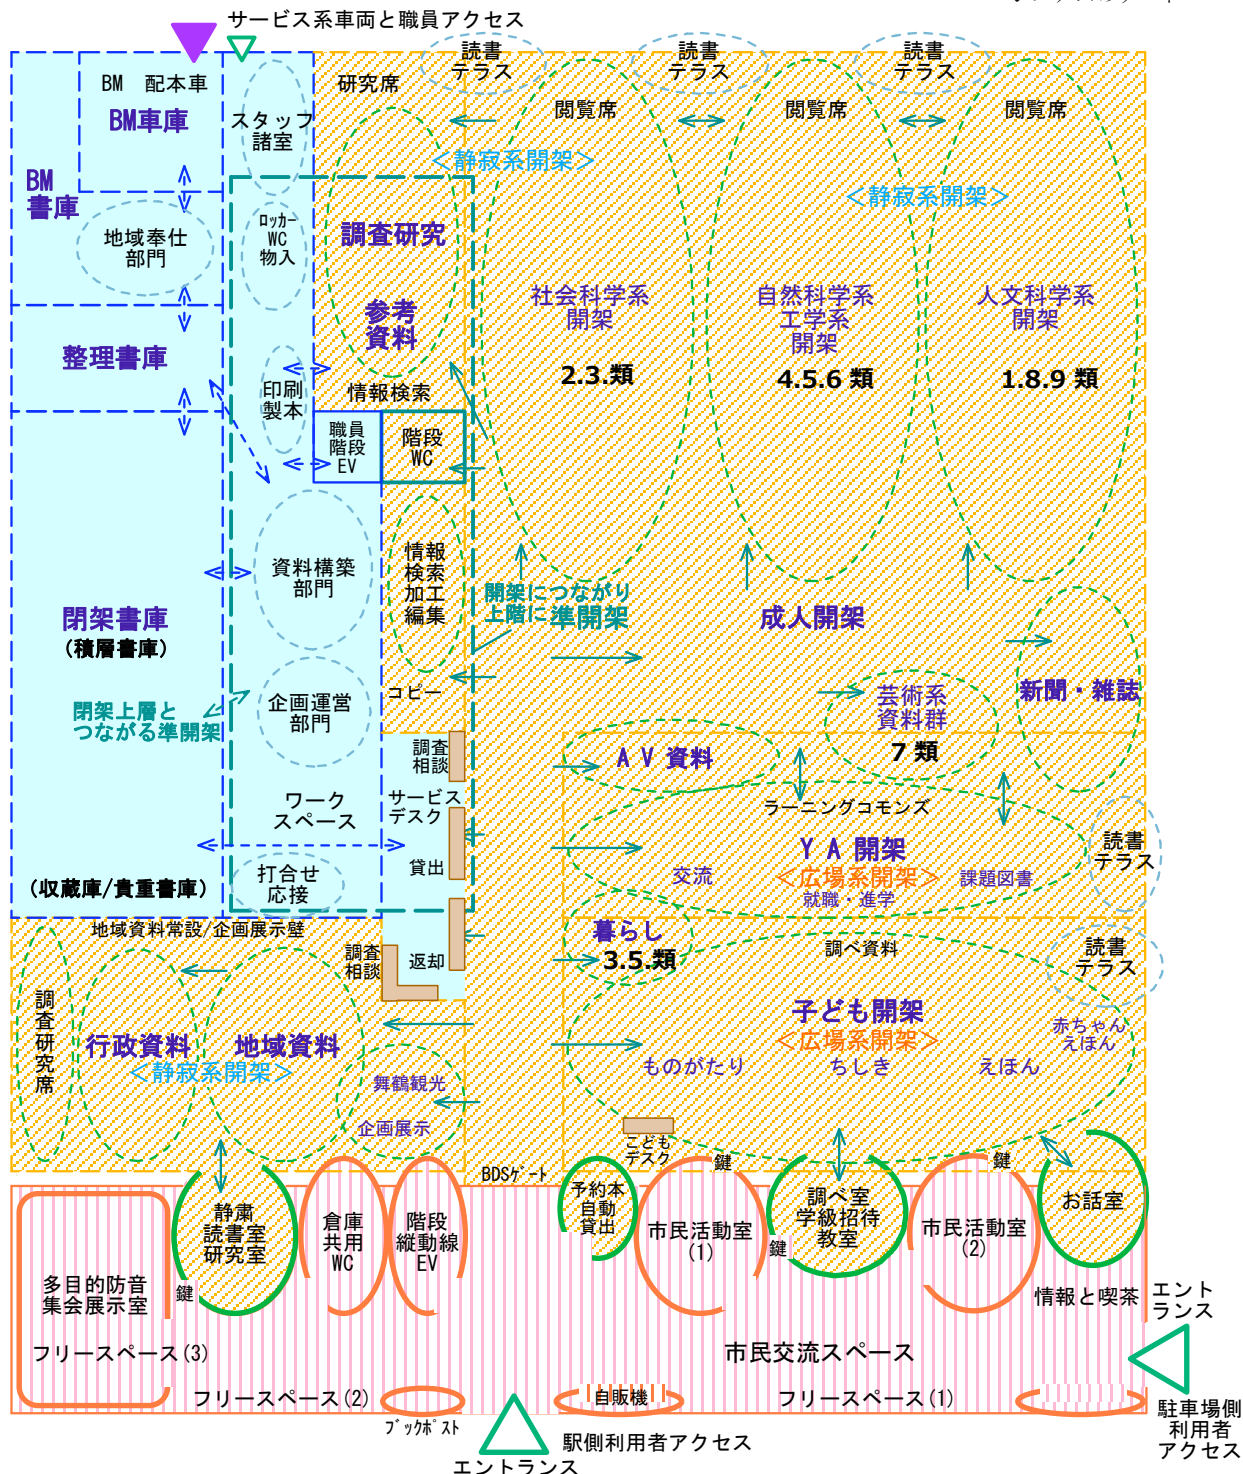 サービス系車両と職員アクセス
BM 配本車
BM車庫
スタッフ
諸室
研究席
読書
テラス
読書
テラス
読書
テラス
閲覧席
閲覧席
閲覧席
<静寂系開架>
<静寂系開架>
BM
書庫
地域奉仕
部門
ロッカー
WC
物入
調査研究
参考
資料
情報検索
社会科学系
開架
2.3.類
自然科学系
工学系
開架
4.5.6 類
人文科学系
開架
1.8.9 類
整理書庫
印刷
製本
職員
階段
EV
階段
WC
資料構築
部門
情報
検索
加工
編集
開架につながり
上階に準開架
成人開架
閉架書庫
(積層書庫)
閉架上層と
つながる準開架
企画運営
部門
コピー
芸術系
資料群
7 類
新聞・雑誌
調査
相談
AV 資料
ワーク
スペース
サービス
デスク
貸出
ラーニングコモンズ
YA 開架
<広場系開架>
交流
就職・進学
課題図書
読書
テラス
(収蔵庫/貴重書庫)
打合せ
応接
地域資料常設/企画展示壁
調査
相談
返却
暮らし
3.5.類
調べ資料
読書
テラス
調査研究席
行政資料
地域資料
<静寂系開架>
舞鶴観光
企画展示
子ども開架
<広場系開架>
ものがたり
ちしき
えほん
赤ちゃん
えほん
こども
デスク
BDSゲート
鍵
鍵
静粛
読書室
研究室
鍵
倉庫
共用
WC
階段
縦動線
EV
予約本
自動
貸出
市民活動室
(1)
調べ室
学級招待
教室
鍵
市民活動室
(2)
お話室
多目的防音
集会展示室
情報と喫茶
エント
ランス
フリースペース(3)
市民交流スペース
フリースペース(2)
自販機
フリースペース(1)
ブックポスト
駅側利用者アクセス
エントランス
駐車場側
利用者
アクセス